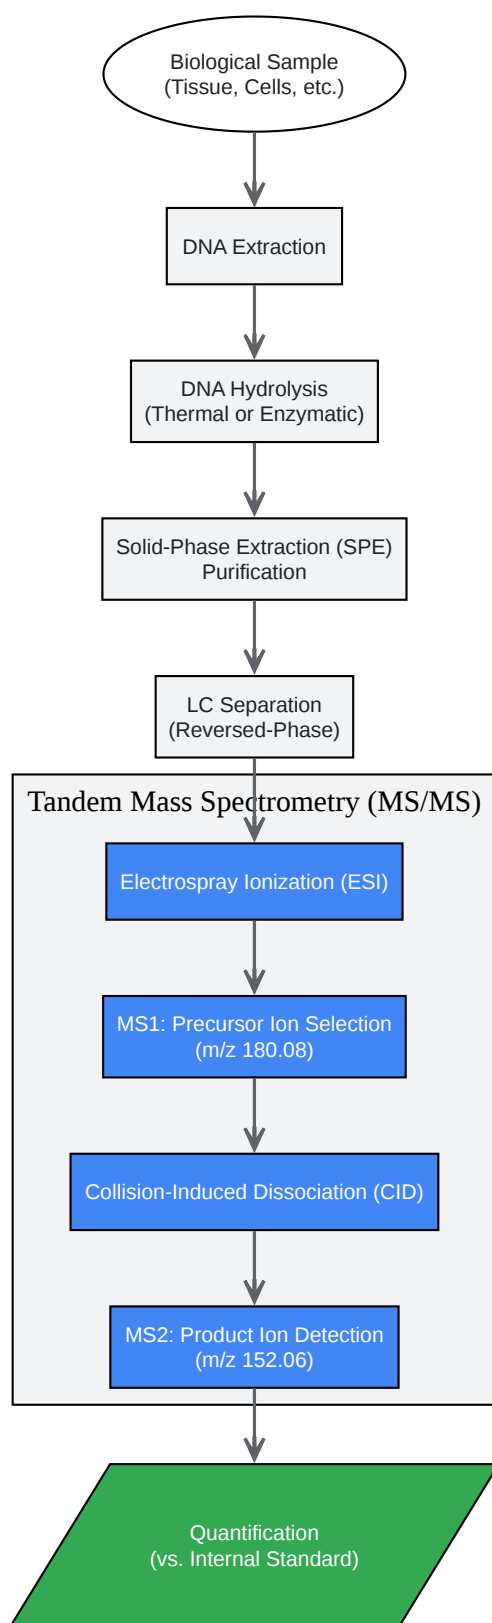 Biological Sample
(Tissue, Cells, etc.)
DNA Extraction
DNA Hydrolysis
(Thermal or Enzymatic)
Solid-Phase Extraction (SPE)
Purification
LC Separation
(Reversed-Phase)
Tandem Mass Spectrometry (MS/MS)
Electrospray Ionization (ESI)
MS1: Precursor Ion Selection
(m/z 180.08)
Collision-Induced Dissociation (CID)
MS2: Product Ion Detection
(m/z 152.06)
Quantification
(vs. Internal Standard)